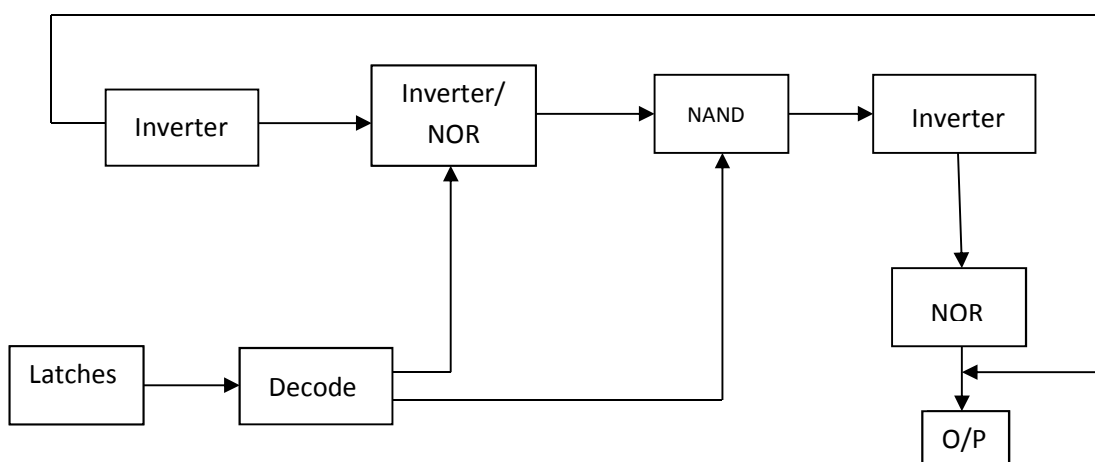 Inverter
Inverter/
NOR
NAND
Inverter
NOR
Latches
Decode
O/P